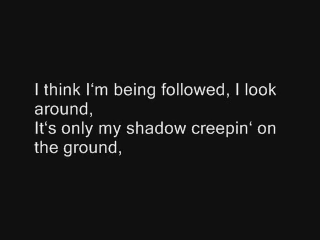 I think I‘m being followed, I look
around,
It‘s only my shadow creepin‘ on
the ground,